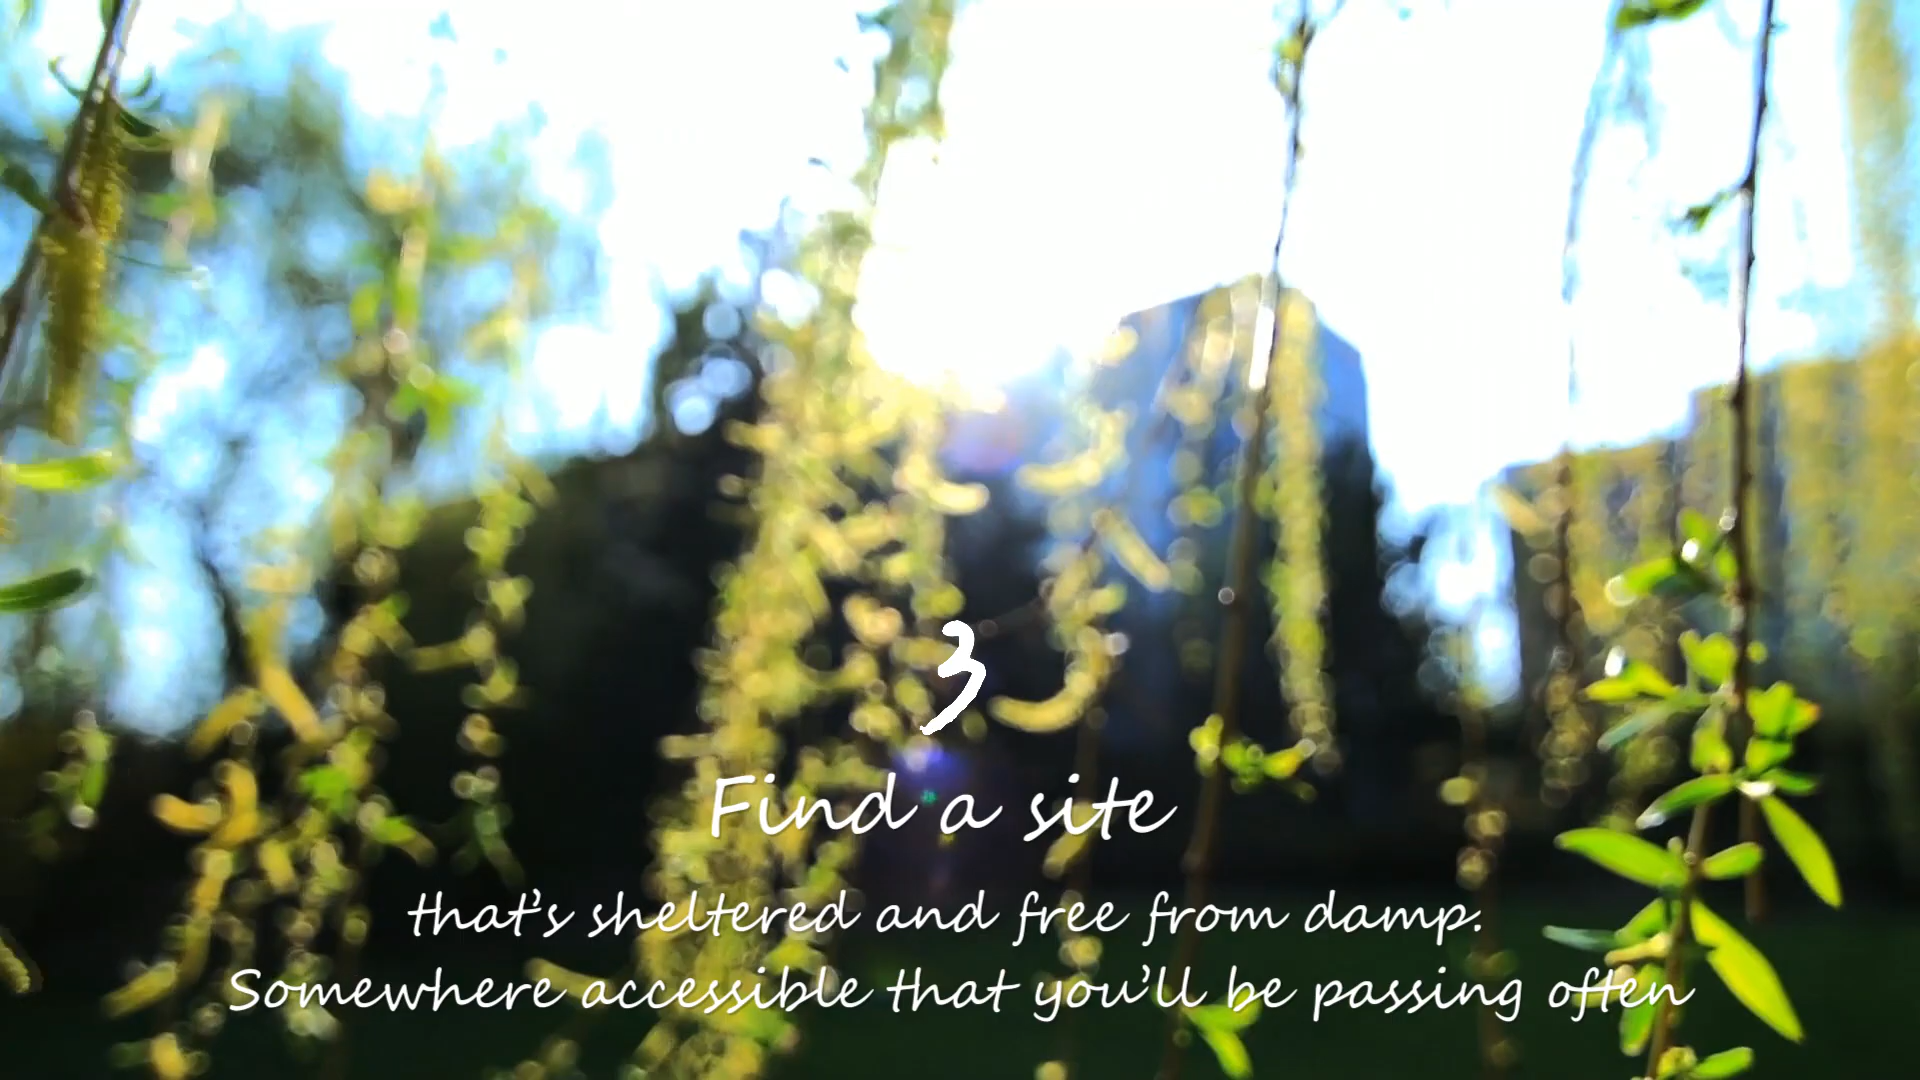 3
Find a site
that's sheltered and free from damp.
Somewhere accessible that you'll be passing often